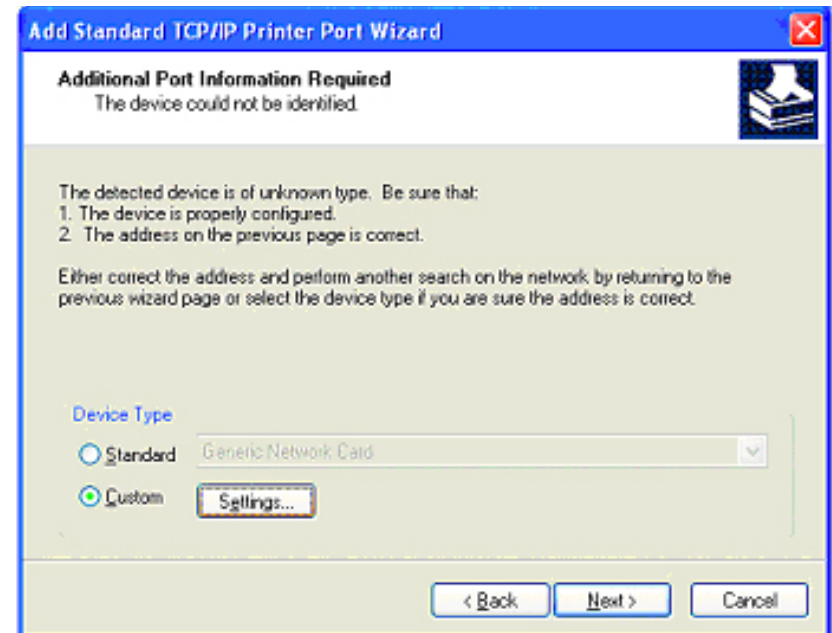 Add Standard TCP/IP Printer Port Wizard
Additional Port Information Required
The device could not be identified.
The detected device is of unknown type. Be sure that:
1. The device is properly configured.
2. The address on the previous page is correct.
Either correct the address and perform another search on the network by returning to the
previous wizard page or select the device type if you are sure the address is correct.
Device Type
Standard
Generic Network Card
Custom
Settings...
< Back
Next >
Cancel